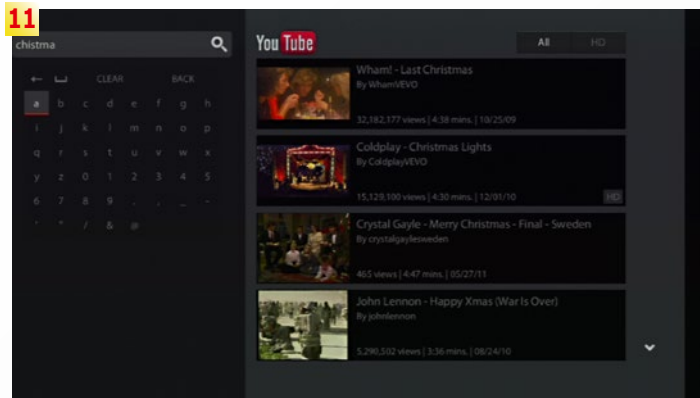 11
chistma
CLEAR BACK
a b c d e f g h
i j k l m n o p
q r s t u v w x
y z 0 1 2 3 4 5
6 7 8 9 . , _ -
' " / & @
YouTube
All HD
Wham! - Last Christmas
By WhamVEVO
32,182,177 views | 4:38 mins. | 10/25/09
Coldplay - Christmas Lights
By ColdplayVEVO
15,129,100 views | 4:30 mins. | 12/01/10
HD
Crystal Gayle - Merry Christmas - Final - Sweden
By crystalgaylesweden
465 views | 4:47 mins. | 05/27/11
John Lennon - Happy Xmas (War Is Over)
By johnlennon
5,290,502 views | 3:36 mins. | 08/24/10